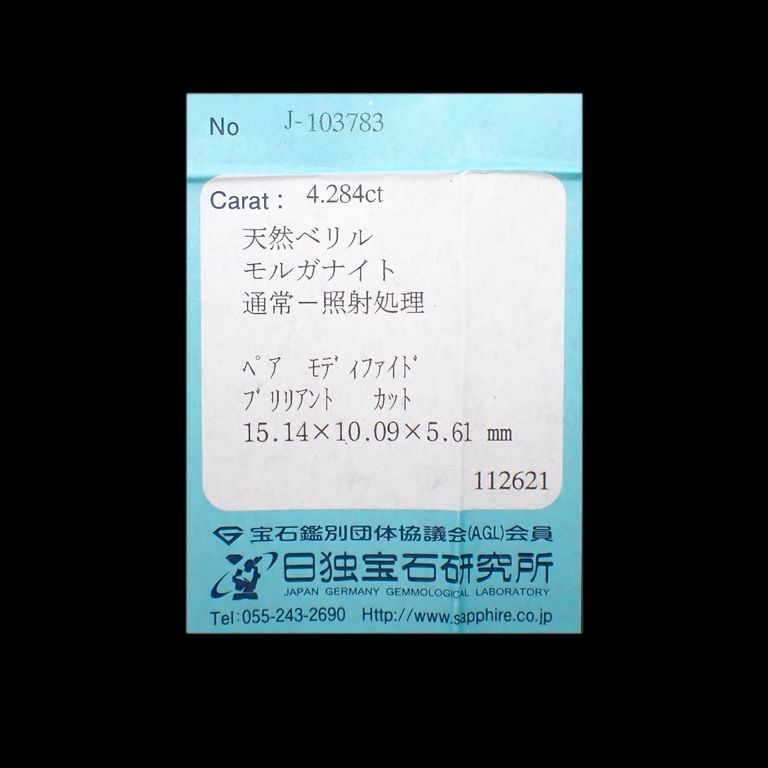 No J-103783
Carat : 4.284ct
天然ベリル
モルガナイト
通常－照射処理
ﾍﾟｱ ﾓﾃﾞｨﾌｧｲﾄﾞ
ﾌﾞﾘﾘｱﾝﾄ ｶｯﾄ
15.14×10.09×5.61 mm
112621
宝石鑑別団体協議会(AGL)会員
日独宝石研究所
JAPAN GERMANY GEMMOLOGICAL LABORATORY
Tel:055-243-2690 Http://www.sapphire.co.jp